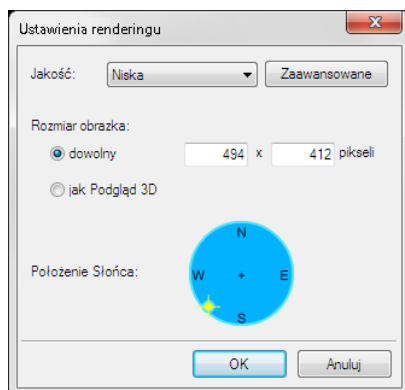 Ustawienia renderingu
Jakość: Niska Zaawansowane
Rozmiar obrazka:
dowolny 494 x 412 pikseli
jak Podgląd 3D
N
Położenie Słońca: W + E
S
OK Anuluj